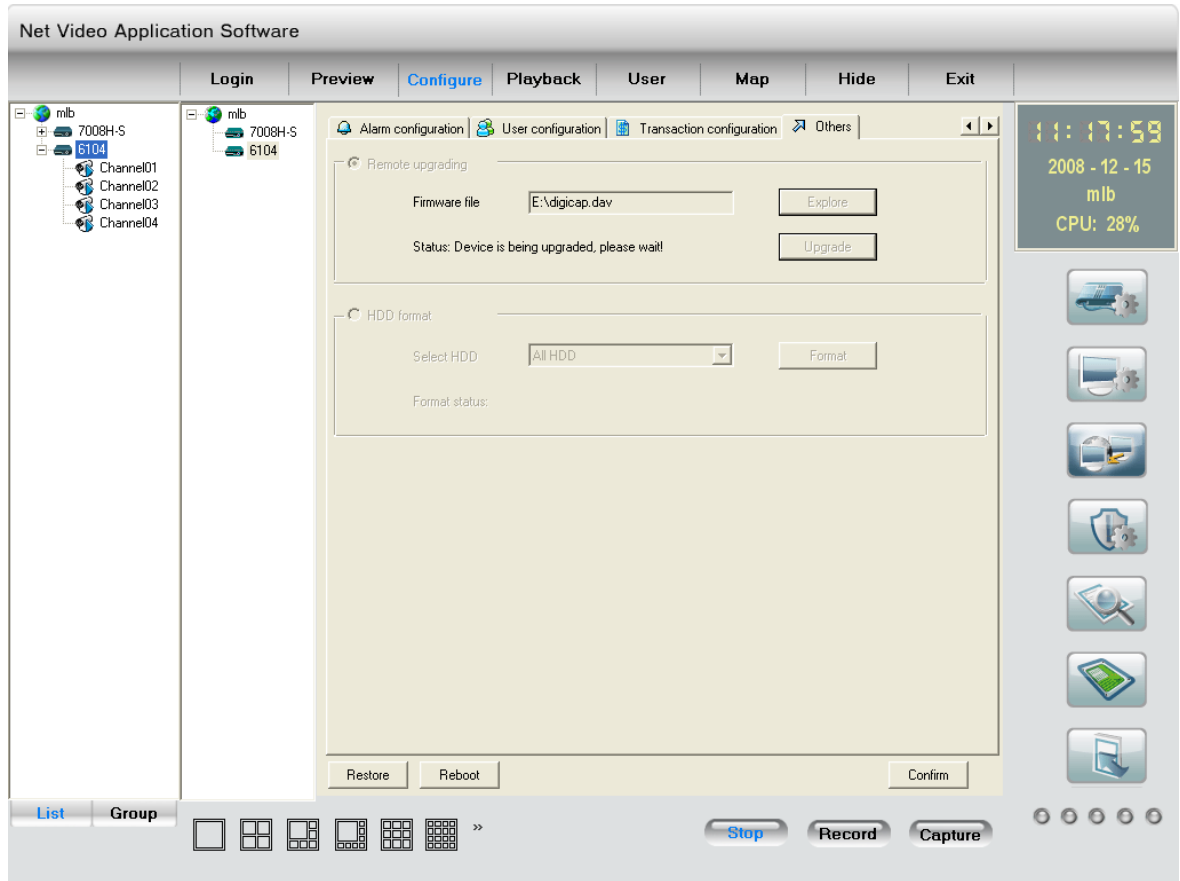 Net Video Application Software
Login Preview Configure Playback User Map Hide Exit
mlb
7008H-S
6104
Channel01
Channel02
Channel03
Channel04
mlb
7008H-S
6104
Alarm configuration User configuration Transaction configuration Others
Remote upgrading
Firmware file E:\digicap.dav Explore
Status: Device is being upgraded, please wait! Upgrade
HDD format
Select HDD All HDD Format
Format status:
Restore Reboot Confirm
11:17:59
2008 - 12 - 15
mlb
CPU: 28%
List Group
»
Stop Record Capture